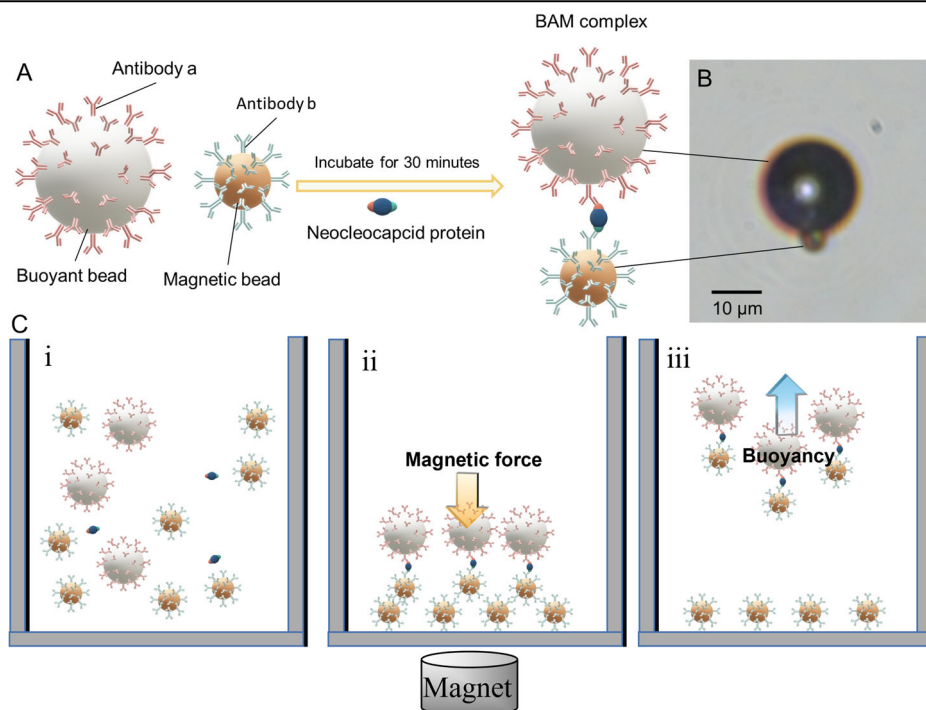 BAM complex
A
Antibody a
Antibody b
B
Incubate for 30 minutes
Neocleocapcid protein
Buoyant bead
Magnetic bead
10 µm
C
i
ii
iii
Magnetic force
Buoyancy
Magnet